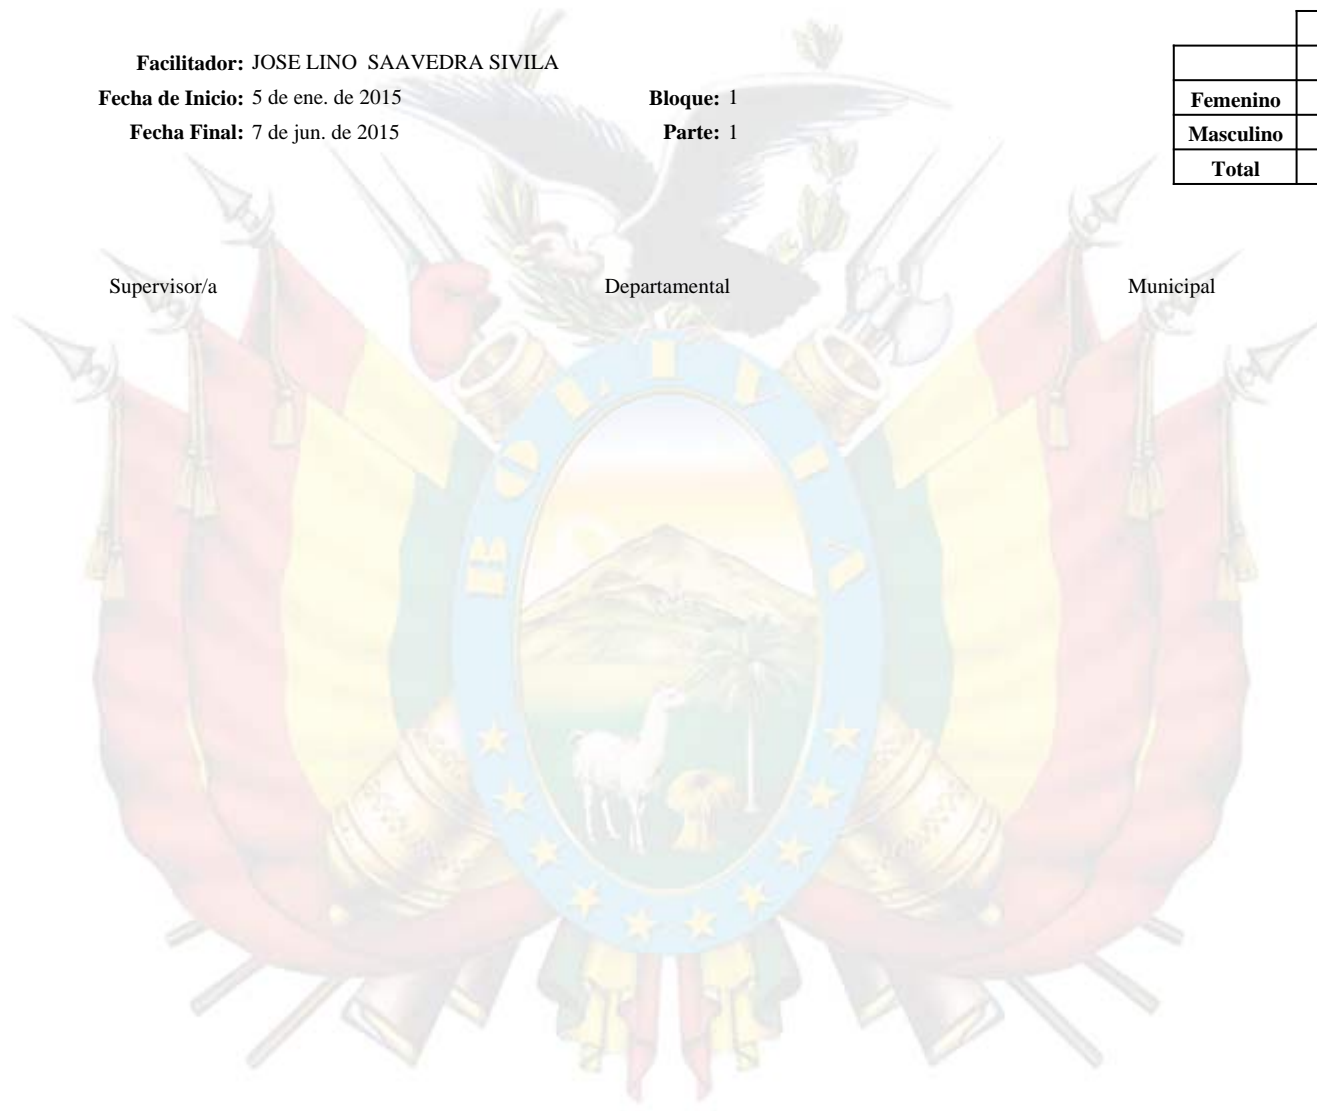 Facilitador: JOSE LINO SAAVEDRA SIVILA
Fecha de Inicio: 5 de ene. de 2015 Bloque: 1
Fecha Final: 7 de jun. de 2015 Parte: 1
Femenino
Masculino
Total
Supervisor/a Departamental Municipal
BOLIVIA